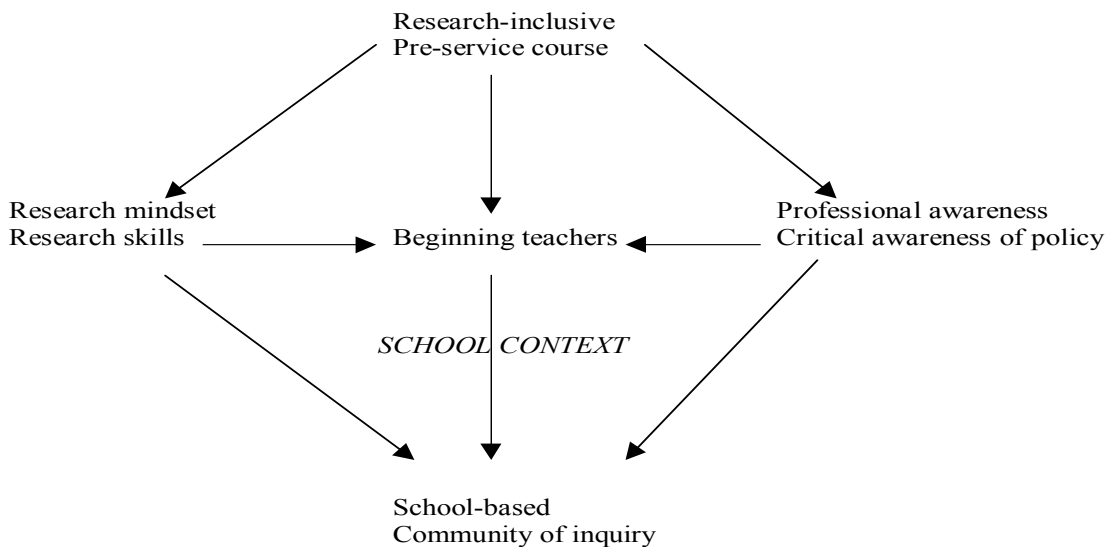 Research-inclusive
Pre-service course
Research mindset
Research skills
Beginning teachers
Professional awareness
Critical awareness of policy
SCHOOL CONTEXT
School-based
Community of inquiry